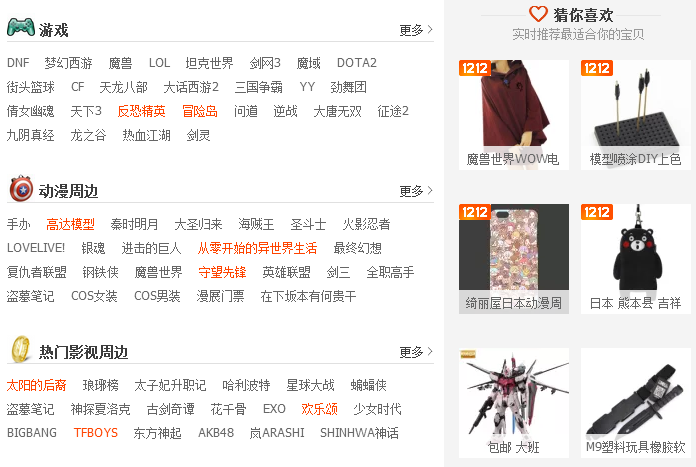 游戏 更多
DNF 梦幻西游 魔兽 LOL 坦克世界 剑网3 魔域 DOTA2
街头篮球 CF 天龙八部 大话西游2 三国争霸 YY 劲舞团
倩女幽魂 天下3 反恐精英 冒险岛 问道 逆战 大唐无双 征途2
九阴真经 龙之谷 热血江湖 剑灵
动漫周边 更多
手办 高达模型 秦时明月 大圣归来 海贼王 圣斗士 火影忍者
LOVELIVE! 银魂 进击的巨人 从零开始的异世界生活 最终幻想
复仇者联盟 钢铁侠 魔兽世界 守望先锋 英雄联盟 剑三 全职高手
盗墓笔记 COS女装 COS男装 漫展门票 在下坂本有何贵干
热门影视周边 更多
太阳的后裔 琅琊榜 太子妃升职记 哈利波特 星球大战 蝙蝠侠
盗墓笔记 神探夏洛克 古剑奇谭 花千骨 EXO 欢乐颂 少女时代
BIGBANG TFBOYS 东方神起 AKB48 岚ARASHI SHINHWA神话
猜你喜欢
实时推荐最适合你的宝贝
1212 1212
魔兽世界WOW电 模型喷涂DIY上色
1212 1212
绮丽屋日本动漫周 日本 熊本县 吉祥
包邮 大班 M9塑料玩具橡胶软